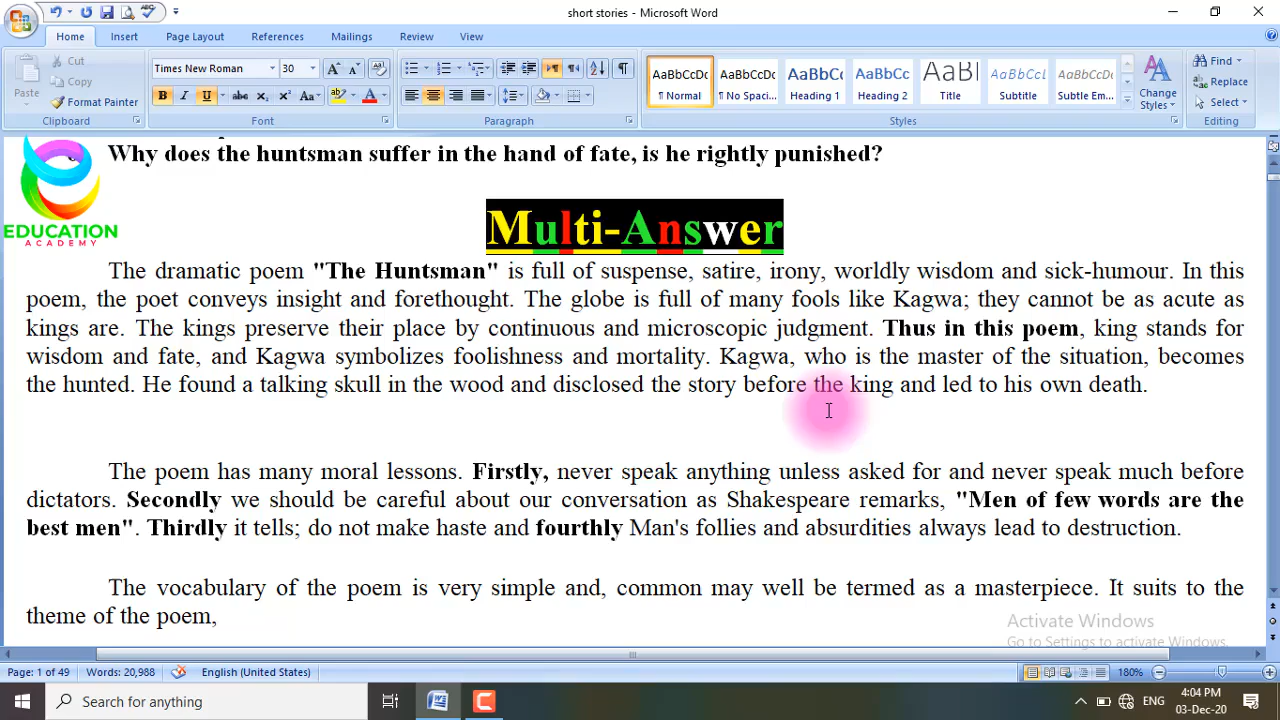 short stories - Microsoft Word
Home Insert Page Layout References Mailings Review View
Cut
Copy
Format Painter
Paste
Clipboard
Times New Roman 30
Font
Paragraph
AaBbCcDc AaBbCcDc AaBbC AaBbCc AaB AaBbCc. AaBbCcDc
¶ Normal ¶ No Spaci... Heading 1 Heading 2 Title Subtitle Subtle Em...
Change Styles
Styles
Find
Replace
Select
Editing
Why does the huntsman suffer in the hand of fate, is he rightly punished?
EDUCATION
ACADEMY
Multi-Answer
The dramatic poem "The Huntsman" is full of suspense, satire, irony, worldly wisdom and sick-humour. In this
poem, the poet conveys insight and forethought. The globe is full of many fools like Kagwa; they cannot be as acute as
kings are. The kings preserve their place by continuous and microscopic judgment. Thus in this poem, king stands for
wisdom and fate, and Kagwa symbolizes foolishness and mortality. Kagwa, who is the master of the situation, becomes
the hunted. He found a talking skull in the wood and disclosed the story before the king and led to his own death.
The poem has many moral lessons. Firstly, never speak anything unless asked for and never speak much before
dictators. Secondly we should be careful about our conversation as Shakespeare remarks, "Men of few words are the
best men". Thirdly it tells; do not make haste and fourthly Man's follies and absurdities always lead to destruction.
The vocabulary of the poem is very simple and, common may well be termed as a masterpiece. It suits to the
theme of the poem,
Activate Windows
Go to Settings to activate Windows.
Page: 1 of 49 Words: 20,988 English (United States) 180%
Search for anything
ENG
4:04 PM
03-Dec-20